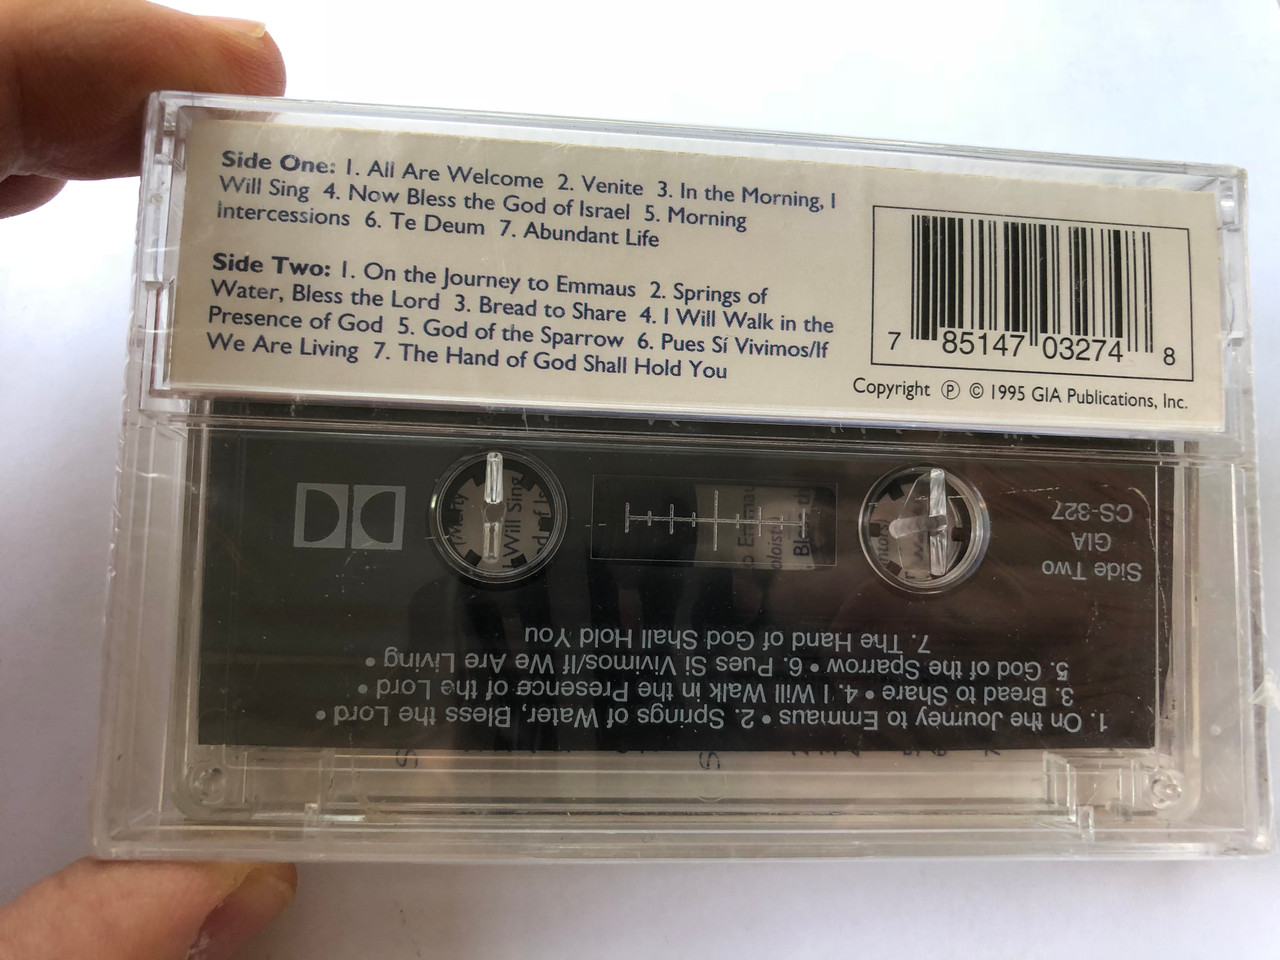 Side One: 1. All Are Welcome 2. Venite 3. In the Morning, I
Will Sing 4. Now Bless the God of Israel 5. Morning
Intercessions 6. Te Deum 7. Abundant Life
Side Two: 1. On the Journey to Emmaus 2. Springs of
Water, Bless the Lord 3. Bread to Share 4. I Will Walk in the
Presence of God 5. God of the Sparrow 6. Pues Sí Vivimos/If
We Are Living 7. The Hand of God Shall Hold You
7 85147 03274 8
Copyright Ⓟ © 1995 GIA Publications, Inc.
1. On the Journey to Emmaus • 2. Springs of Water, Bless the Lord •
3. Bread to Share • 4. I Will Walk in the Presence of the Lord •
5. God of the Sparrow • 6. Pues Si Vivimos/If We Are Living •
7. The Hand of God Shall Hold You
Side Two
GIA
CS-327
Will Sing